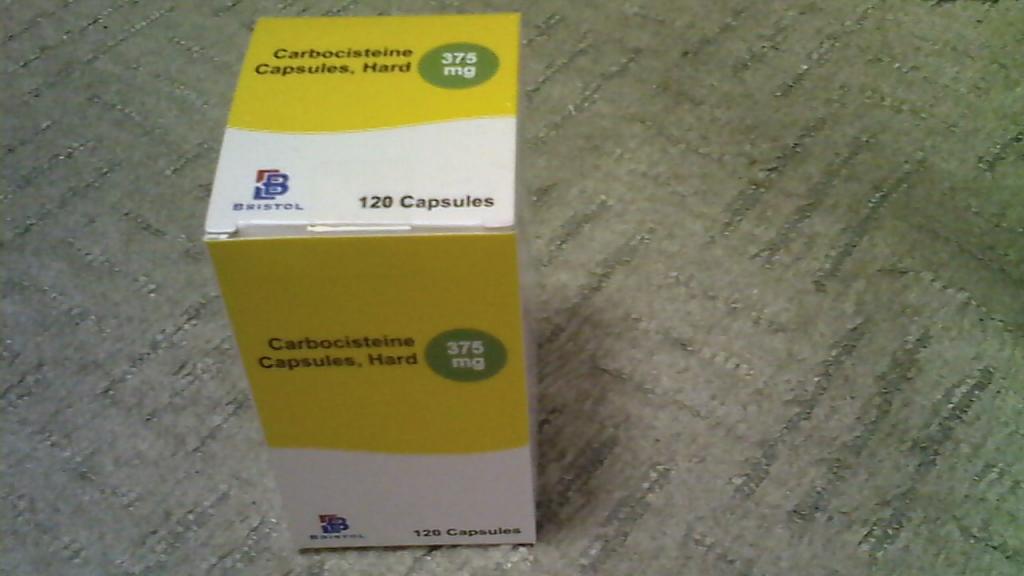 Carbocisteine
Capsules, Hard
375
mg
BRISTOL
120 Capsules
Carbocisteine
Capsules, Hard
375
mg
BRISTOL
120 Capsules